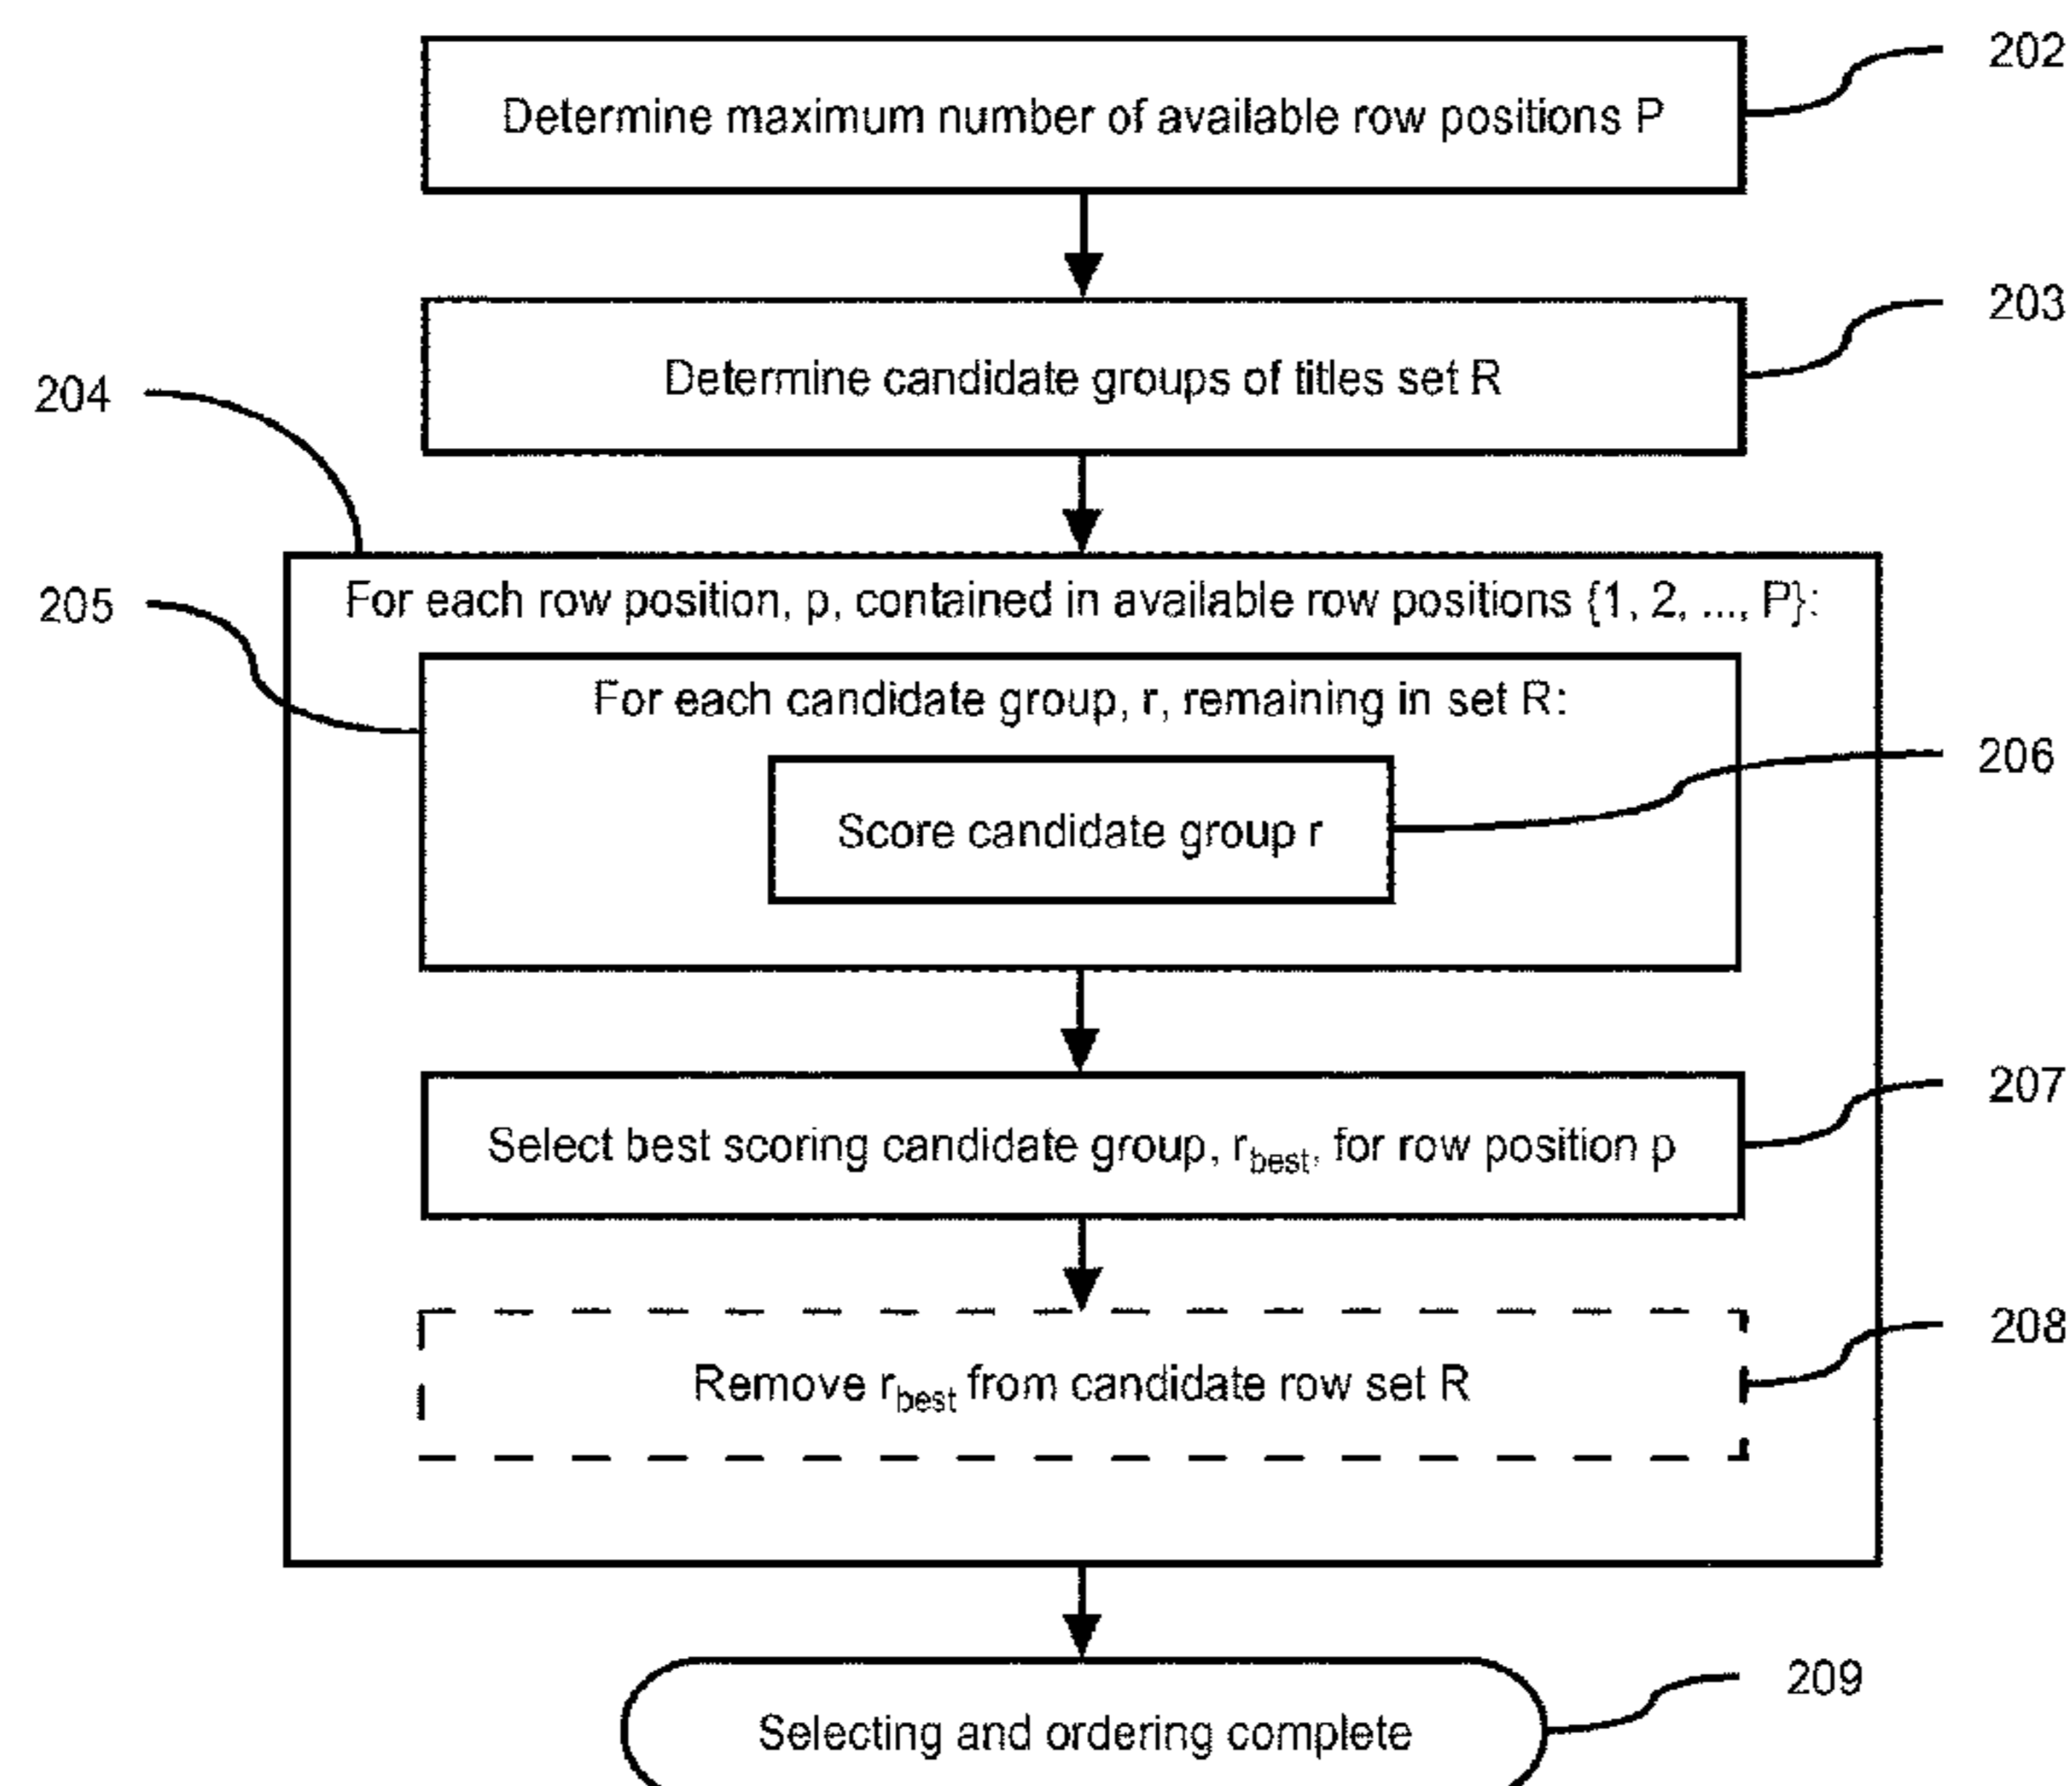 202
Determine maximum number of available row positions P
203
Determine candidate groups of titles set R
204
205
For each row position, p, contained in available row positions {1, 2, ..., P}:
For each candidate group, r, remaining in set R:
206
Score candidate group r
207
Select best scoring candidate group, r_best, for row position p
208
Remove r_best from candidate row set R
209
Selecting and ordering complete